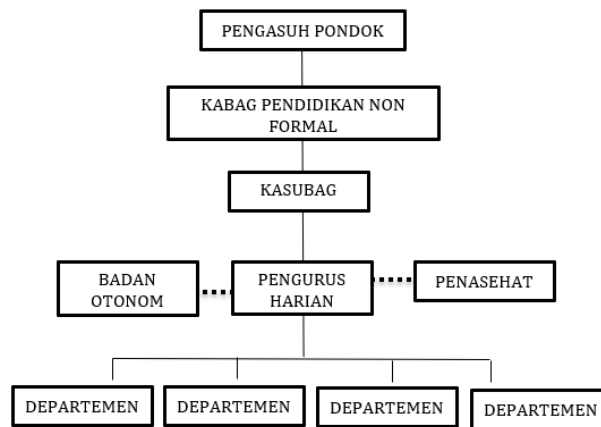 PENGASUH PONDOK
KABAG PENDIDIKAN NON
FORMAL
KASUBAG
BADAN
OTONOM
PENGURUS
HARIAN
PENASEHAT
DEPARTEMEN
DEPARTEMEN
DEPARTEMEN
DEPARTEMEN